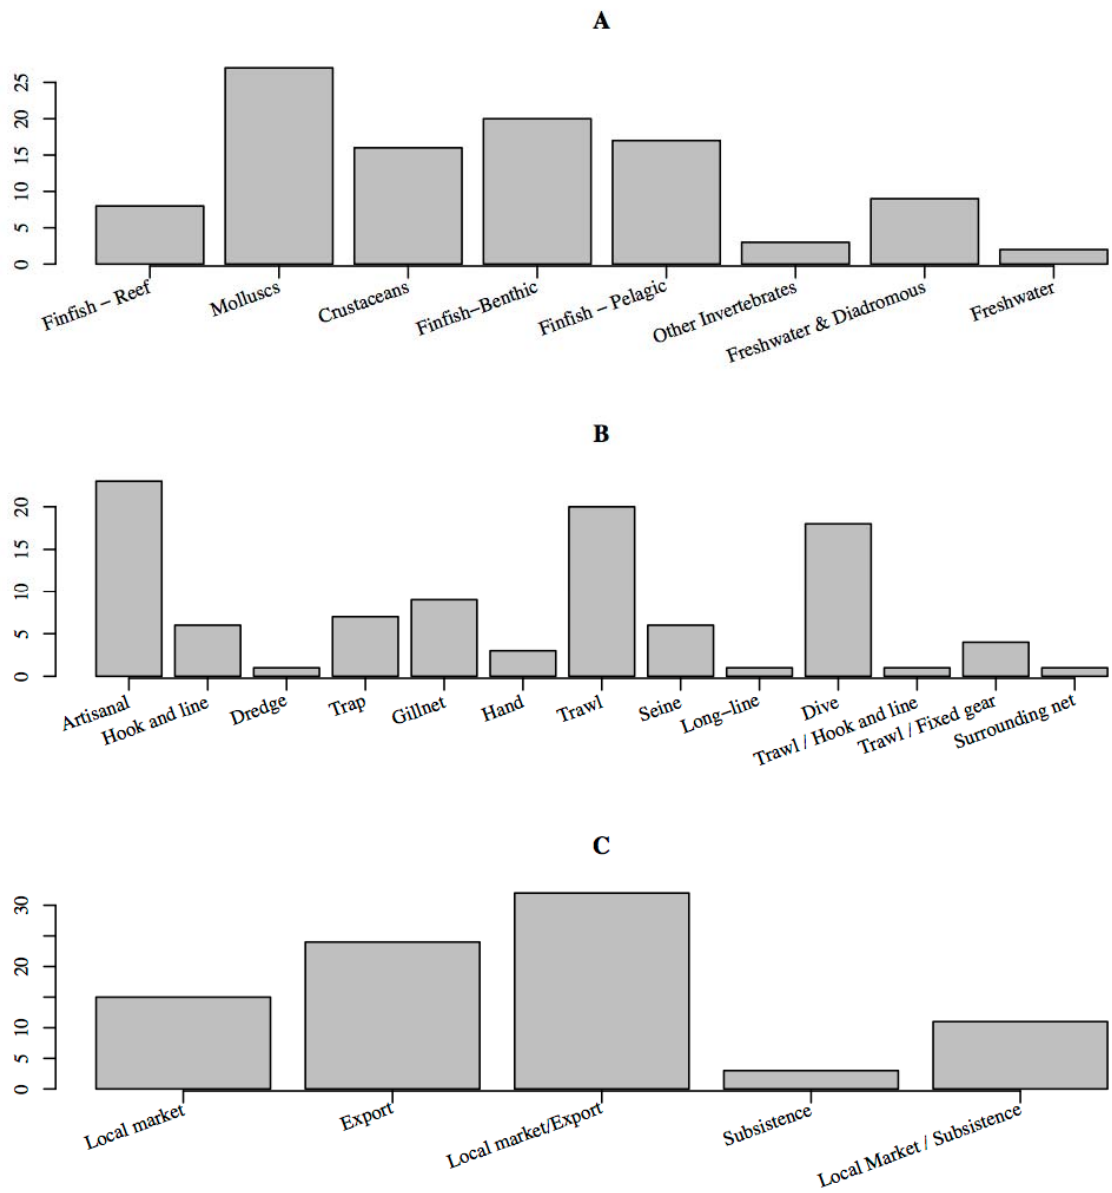 A
25
20
15
10
5
0
Finfish − Reef
Molluscs
Crustaceans
Finfish−Benthic
Finfish − Pelagic
Other Invertebrates
Freshwater & Diadromous
Freshwater
B
20
15
10
5
0
Artisanal
Hook and line
Dredge
Trap
Gillnet
Hand
Trawl
Seine
Long−line
Dive
Trawl / Hook and line
Trawl / Fixed gear
Surrounding net
C
30
20
10
5
0
Local market
Export
Local market/Export
Subsistence
Local Market / Subsistence